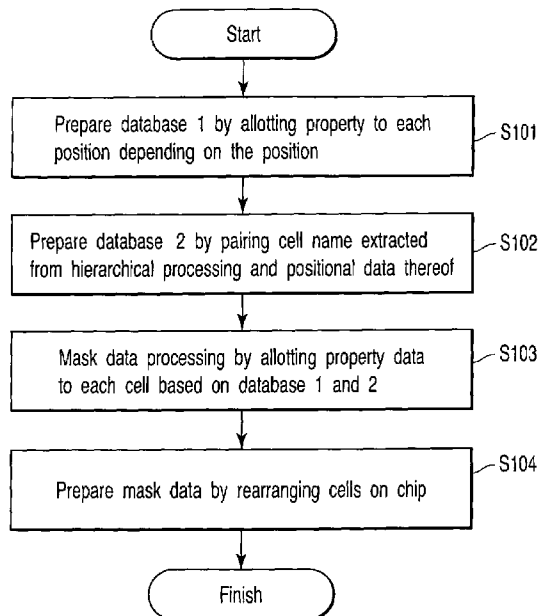 Start
Prepare database 1 by allotting property to each
position depending on the position
S101
Prepare database 2 by pairing cell name extracted
from hierarchical processing and positional data thereof
S102
Mask data processing by allotting property data
to each cell based on database 1 and 2
S103
Prepare mask data by rearranging cells on chip
S104
Finish